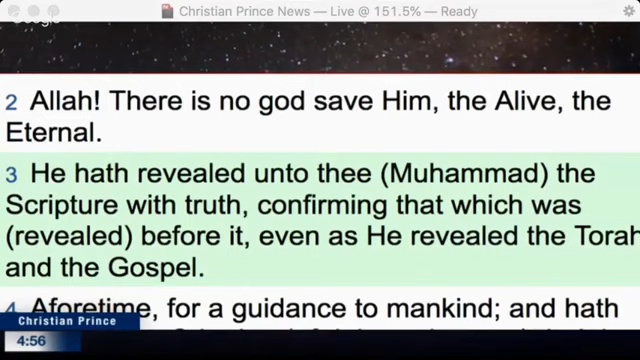 Christian Prince News — Live @ 151.5% — Ready
Google
2 Allah! There is no god save Him, the Alive, the
Eternal.
3 He hath revealed unto thee (Muhammad) the
Scripture with truth, confirming that which was
(revealed) before it, even as He revealed the Torah
and the Gospel.
4 Aforetime, for a guidance to mankind; and hath
Christian Prince
4:56